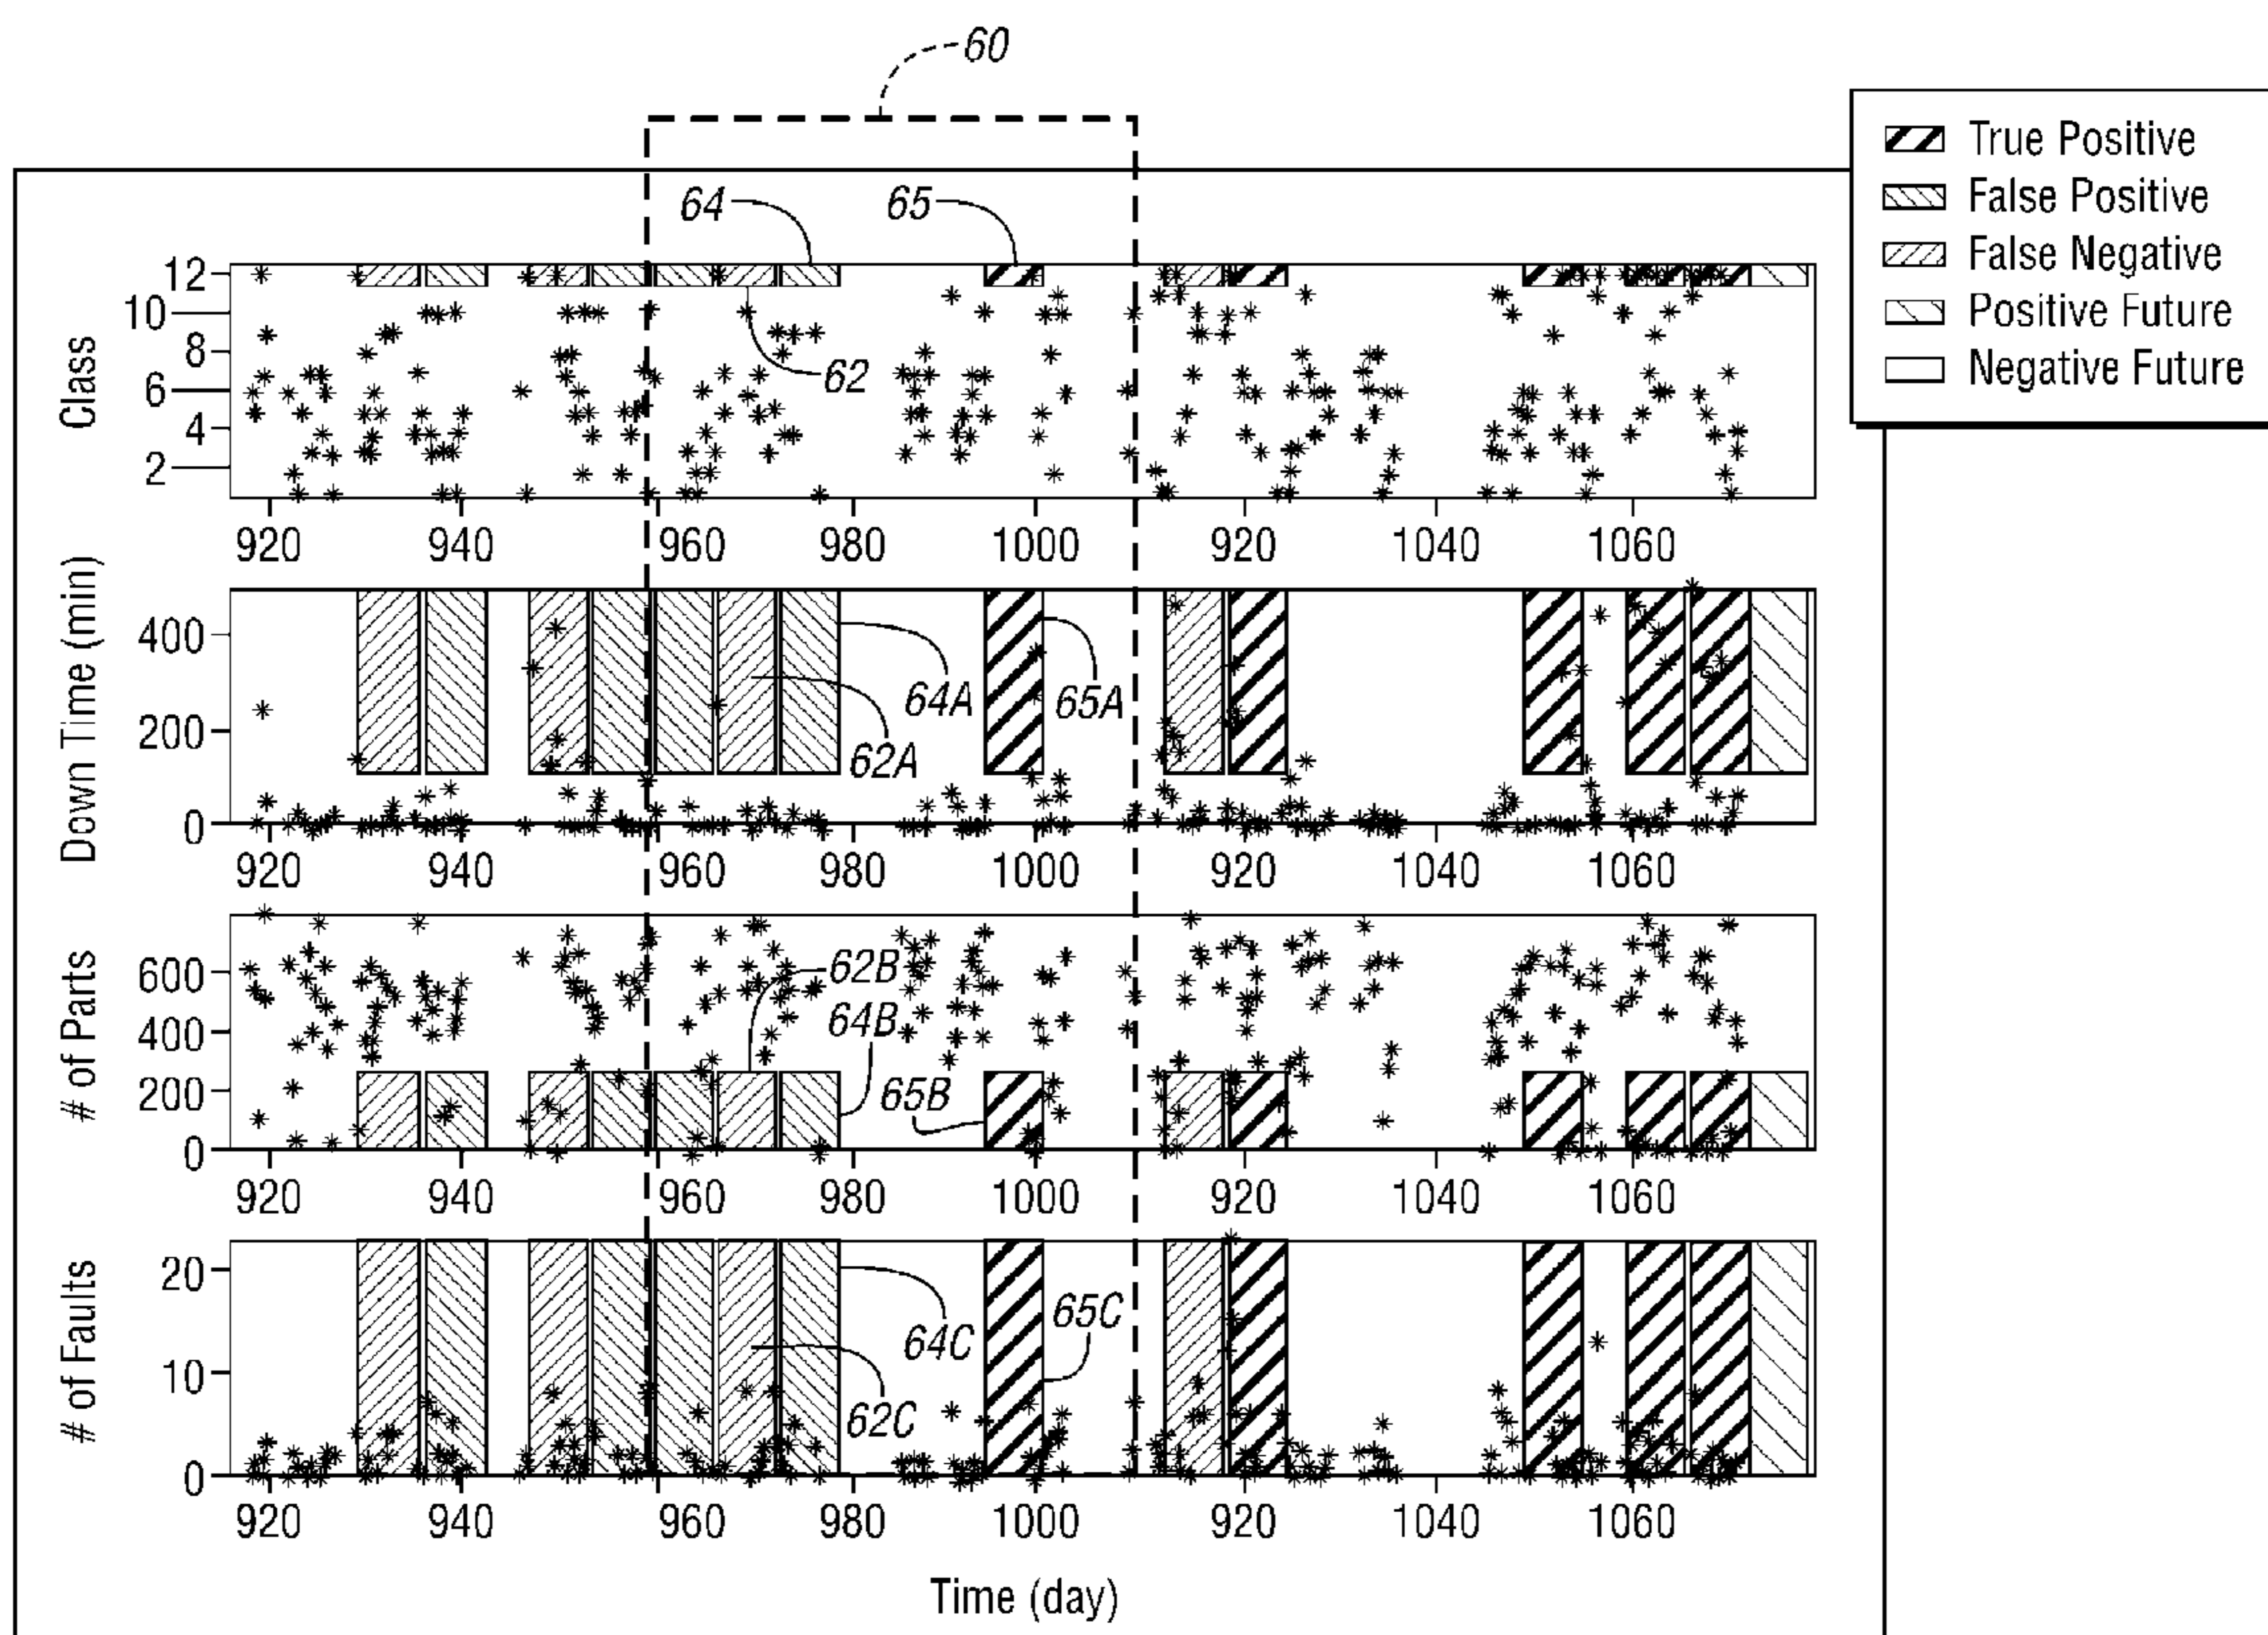 60
True Positive
False Positive
False Negative
Positive Future
Negative Future
64
65
12
10
8
6
4
2
Class
62
920 940 960 980 1000 920 1040 1060
Down Time (min)
400
200
0
64A
65A
62A
920 940 960 980 1000 920 1040 1060
# of Parts
600
400
200
0
62B
64B
65B
920 940 960 980 1000 920 1040 1060
# of Faults
20
10
0
64C
65C
62C
920 940 960 980 1000 920 1040 1060
Time (day)